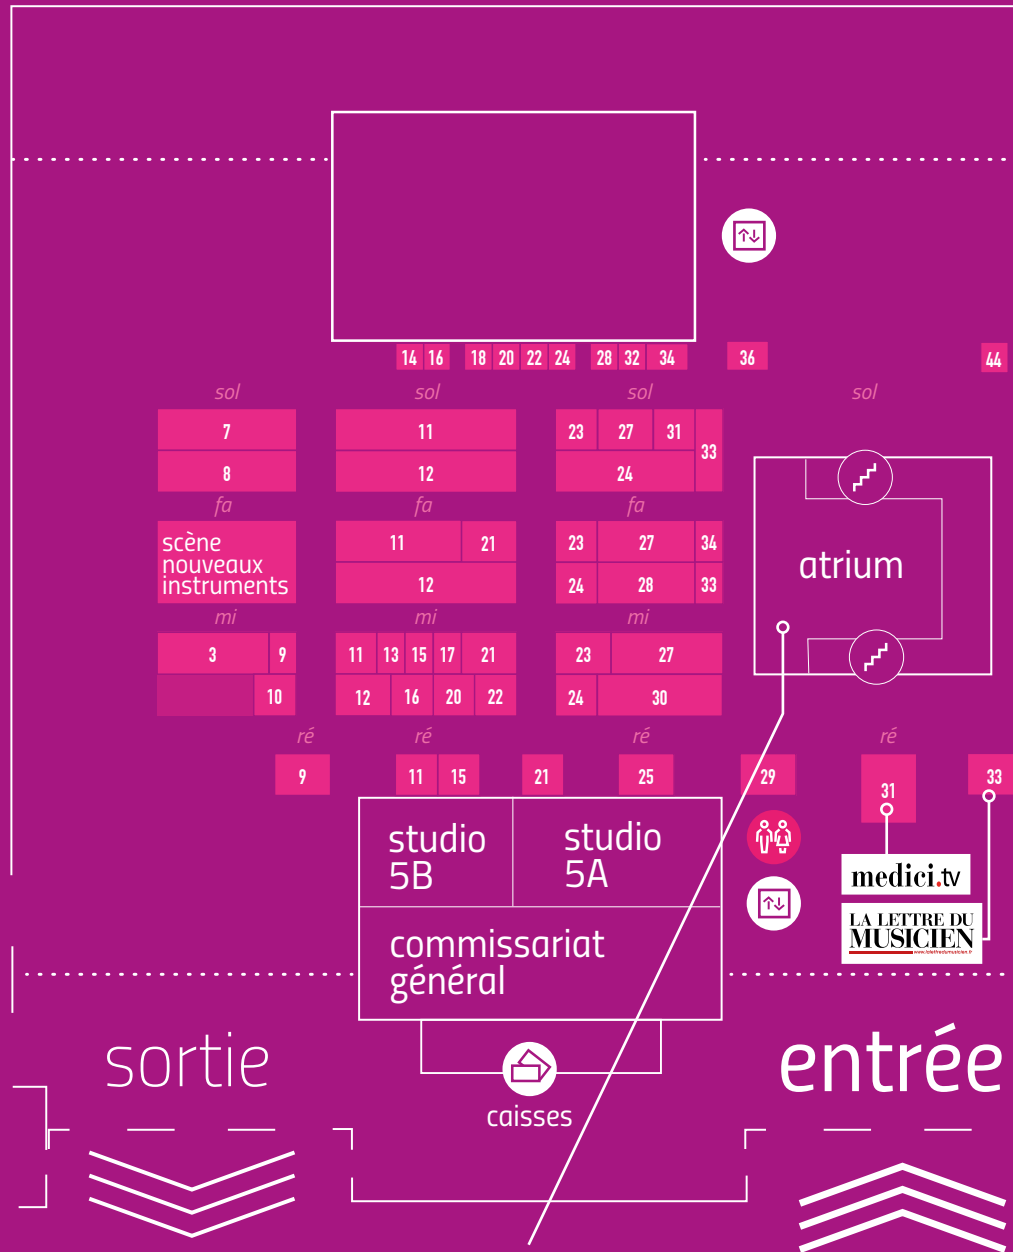 14 16 18 20 22 24 28 32 34 36 44
sol sol sol sol
7 11 23 27 31 33
8 12 24
fa fa fa
scène
nouveaux
instruments
11 21 23 27 34
12 24 28 33
atrium
mi mi mi
3 9 11 13 15 17 21 23 27
10 12 16 20 22 24 30
ré ré ré ré
9 11 15 21 25 29 31 33
studio
5B
studio
5A
medici.tv
LA LETTRE DU
MUSICIEN
www.lalettredumusicien.fr
commissariat
général
sortie
entrée
caisses